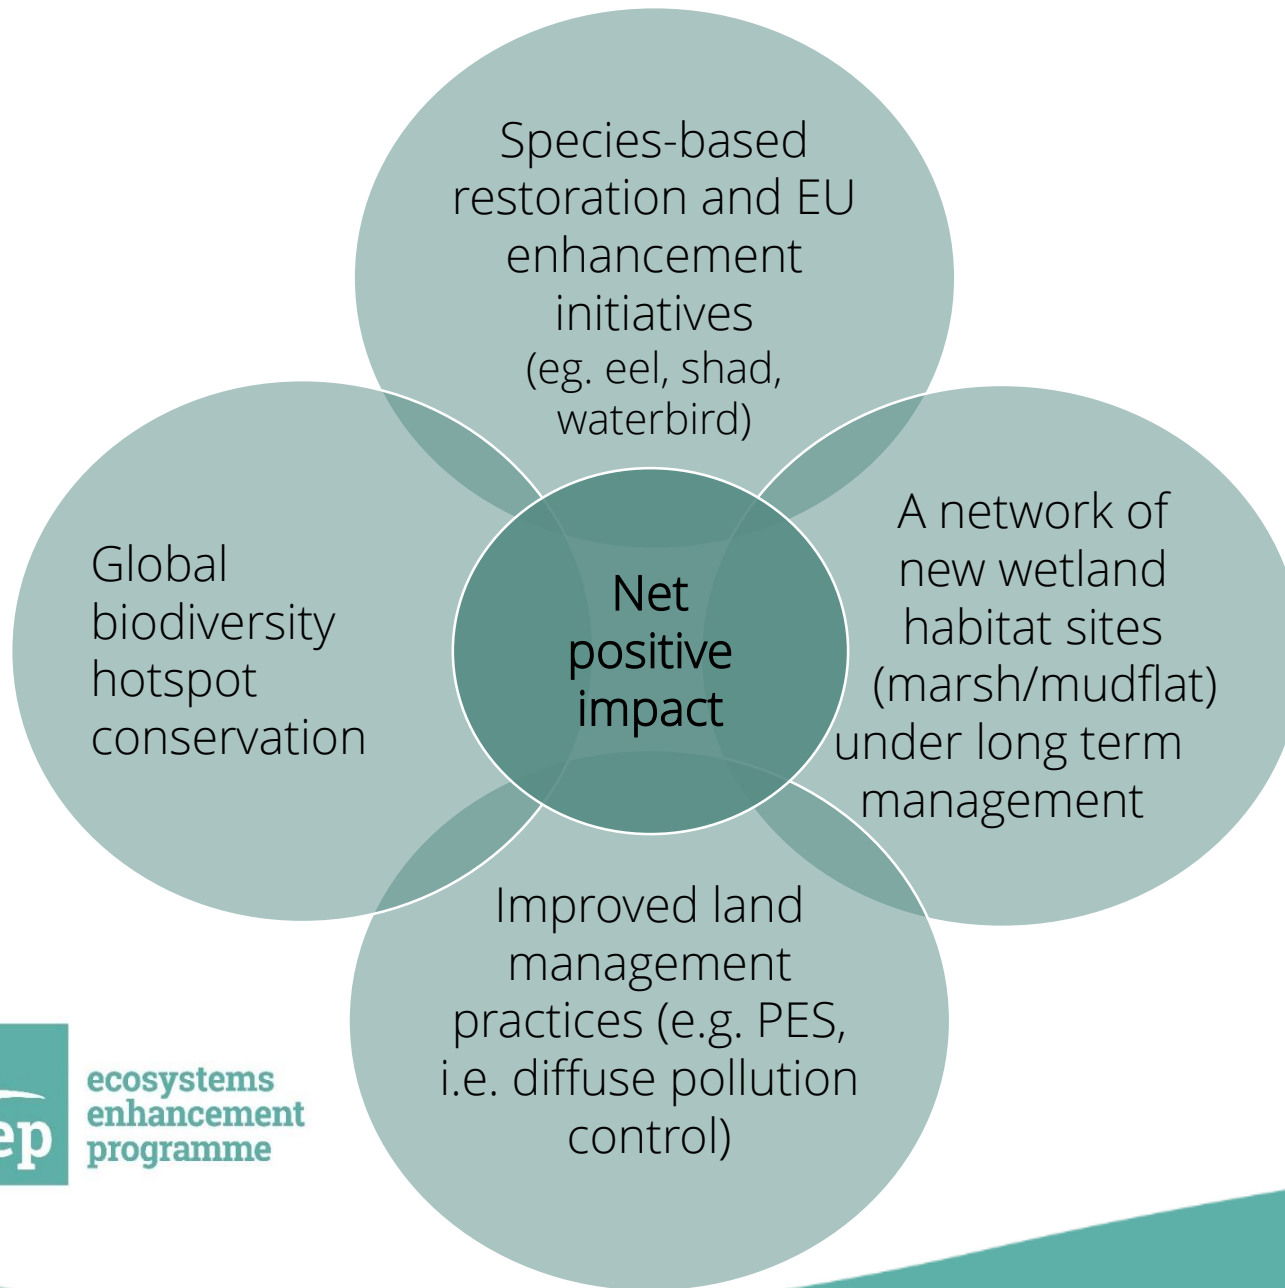 Species-based
restoration and EU
enhancement
initiatives
(eg. eel, shad,
waterbird)
Global
biodiversity
hotspot
conservation
Net
positive
impact
A network of
new wetland
habitat sites
(marsh/mudflat)
under long term
management
Improved land
management
practices (e.g. PES,
i.e. diffuse pollution
control)
ep
ecosystems
enhancement
programme